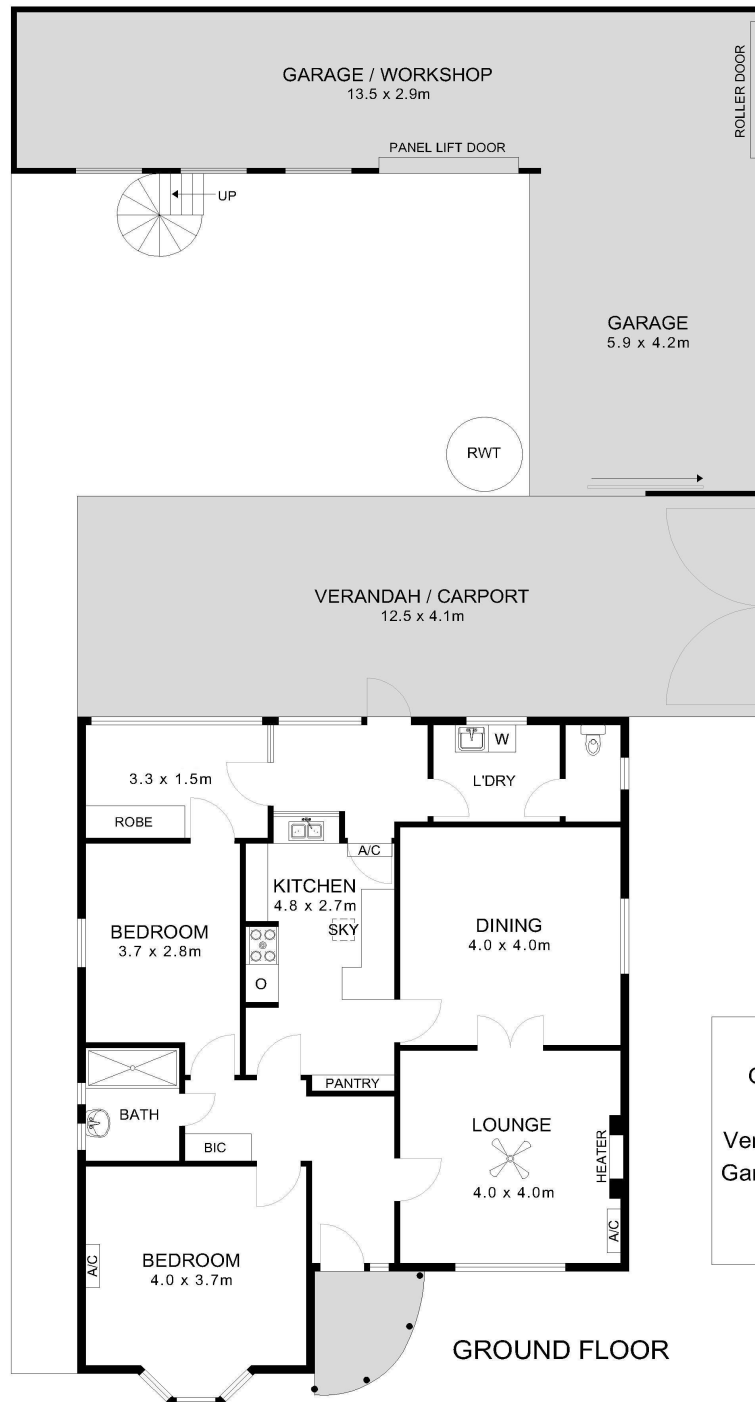 GARAGE / WORKSHOP
13.5 x 2.9m
ROLLER DOOR
PANEL LIFT DOOR
UP
GARAGE
5.9 x 4.2m
RWT
VERANDAH / CARPORT
12.5 x 4.1m
W
L'DRY
3.3 x 1.5m
ROBE
A/C
KITCHEN
4.8 x 2.7m
SKY
O
BEDROOM
3.7 x 2.8m
DINING
4.0 x 4.0m
PANTRY
BATH
BIC
LOUNGE
4.0 x 4.0m
HEATER
A/C
BEDROOM
4.0 x 3.7m
A/C
GROUND FLOOR